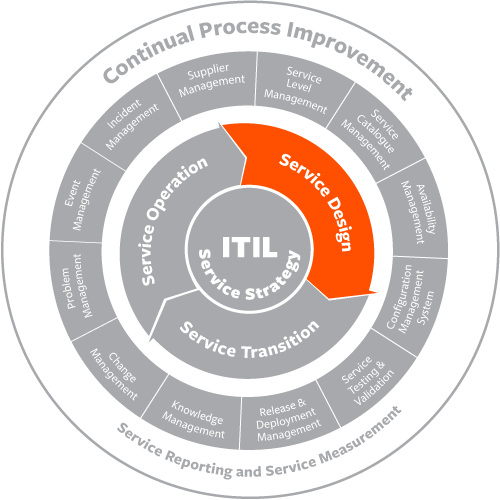 Continual Process Improvement
Supplier
Management
Service
Level
Management
Service
Catalogue
Management
Availability
Management
Configuration
Management
System
Service
Testing &
Validation
Release &
Deployment
Management
Knowledge
Management
Change
Management
Problem
Management
Event
Management
Incident
Management
Service Design
Service Transition
Service Operation
ITIL
Service Strategy
Service Reporting and Service Measurement